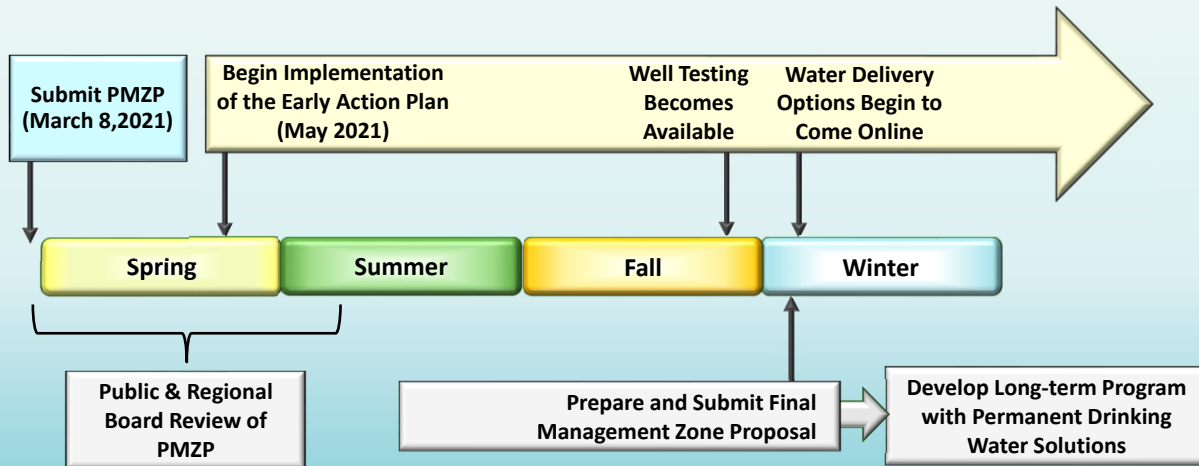 Submit PMZP
(March 8,2021)
Begin Implementation
of the Early Action Plan
(May 2021)
Well Testing
Becomes
Available
Water Delivery
Options Begin to
Come Online
Spring
Summer
Fall
Winter
Public & Regional
Board Review of
PMZP
Prepare and Submit Final
Management Zone Proposal
Develop Long-term Program
with Permanent Drinking
Water Solutions